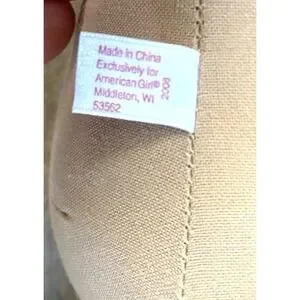 Made in China
Exclusively for
American Girl®
Middleton, WI
53562
2008